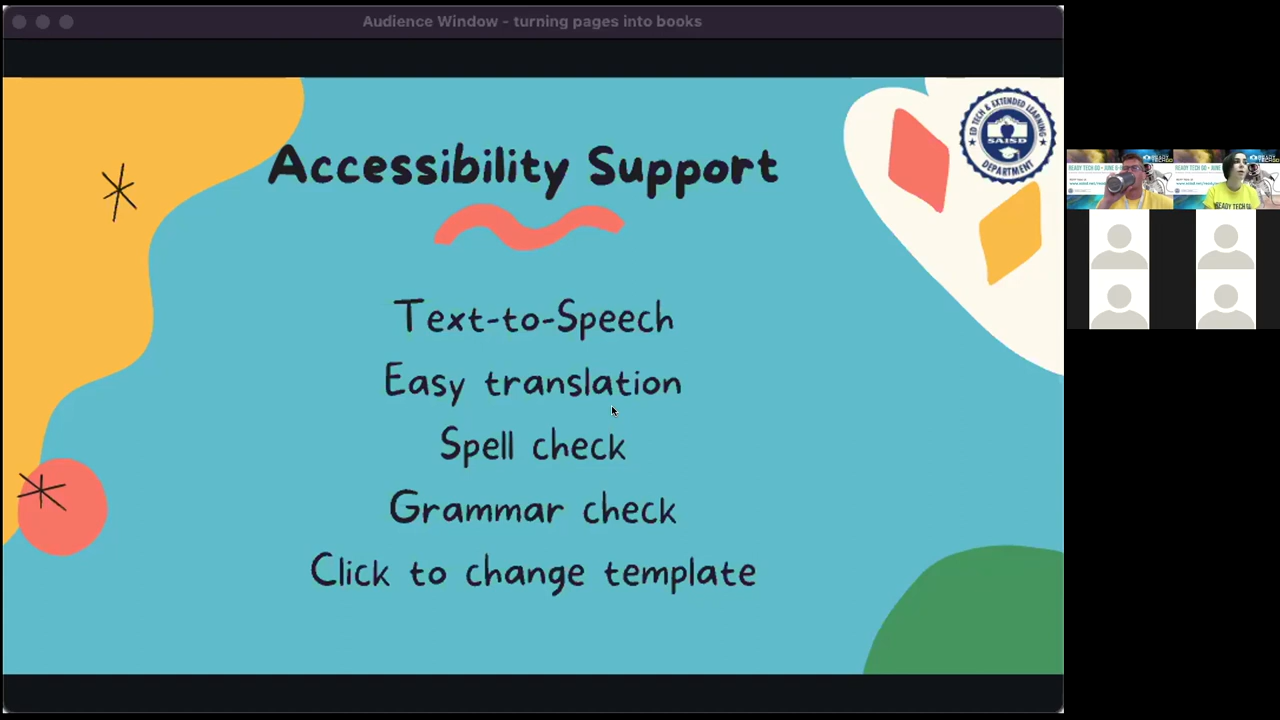 Audience Window - turning pages into books
Accessibility Support
ED TECH & EXTENDED LEARNING
SAISD
DEPARTMENT
Text-to-Speech
Easy translation
Spell check
Grammar check
Click to change template